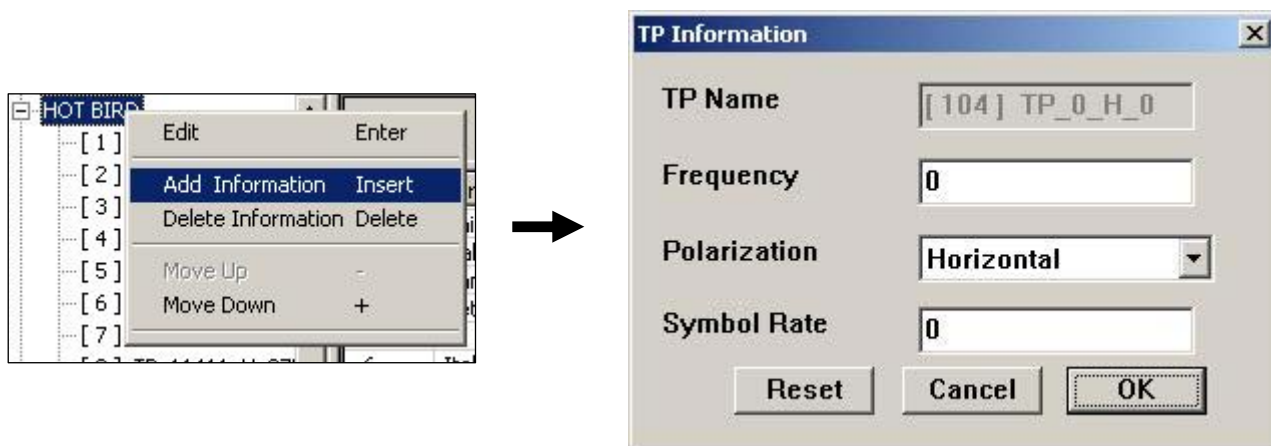 HOT BIRD
[ 1 ]
[ 2 ]
[ 3 ]
[ 4 ]
[ 5 ]
[ 6 ]
[ 7 ]
Edit Enter
Add Information Insert
Delete Information Delete
Move Up -
Move Down +
TP Information
TP Name [ 104 ] TP_0_H_0
Frequency 0
Polarization Horizontal
Symbol Rate 0
Reset Cancel OK